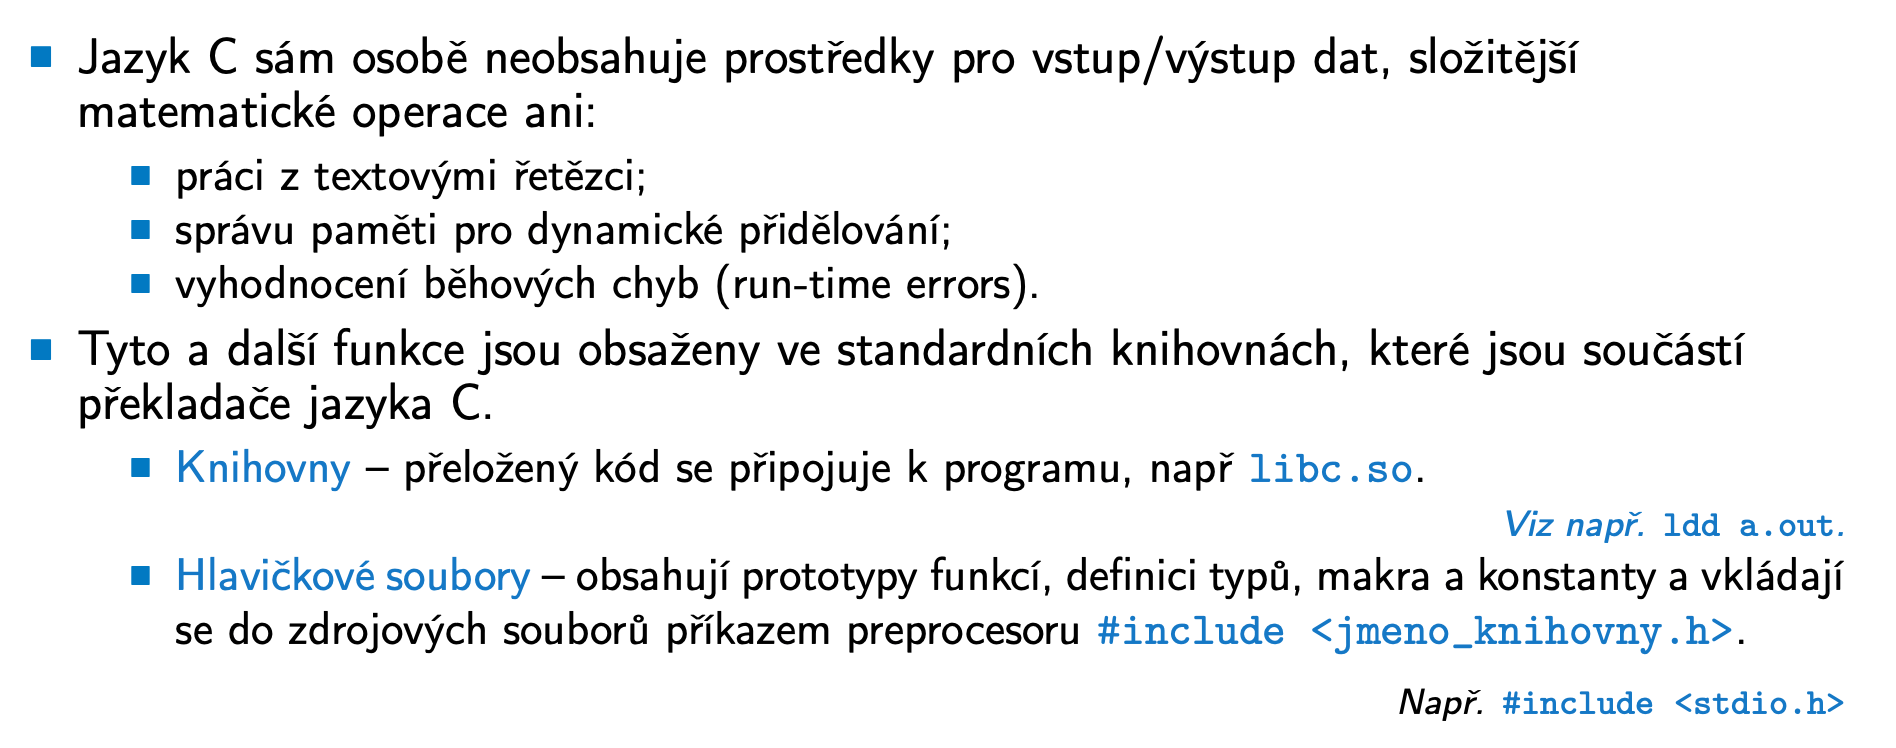 Jazyk C sám osobě neobsahuje prostředky pro vstup/výstup dat, složitější
matematické operace ani:
práci z textovými řetězci;
správu paměti pro dynamické přidělování;
vyhodnocení běhových chyb (run-time errors).
Tyto a další funkce jsou obsaženy ve standardních knihovnách, které jsou součástí
překladače jazyka C.
Knihovny – přeložený kód se připojuje k programu, např libc.so.
Viz např. ldd a.out.
Hlavičkové soubory – obsahují prototypy funkcí, definici typů, makra a konstanty a vkládají
se do zdrojových souborů příkazem preprocesoru #include <jmeno_knihovny.h>.
Např. #include <stdio.h>